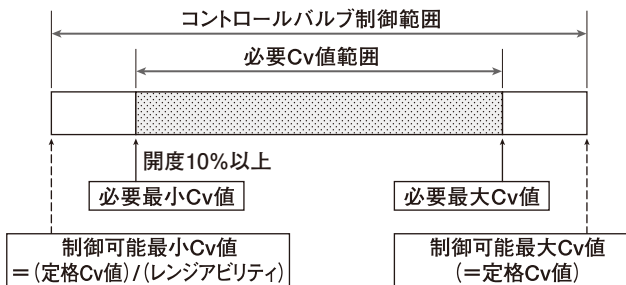 コントロールバルブ制御範囲
必要Cv値範囲
開度10%以上
必要最小Cv値
必要最大Cv値
制御可能最小Cv値
=(定格Cv値)/(レンジアビリティ)
制御可能最大Cv値
(=定格Cv値)